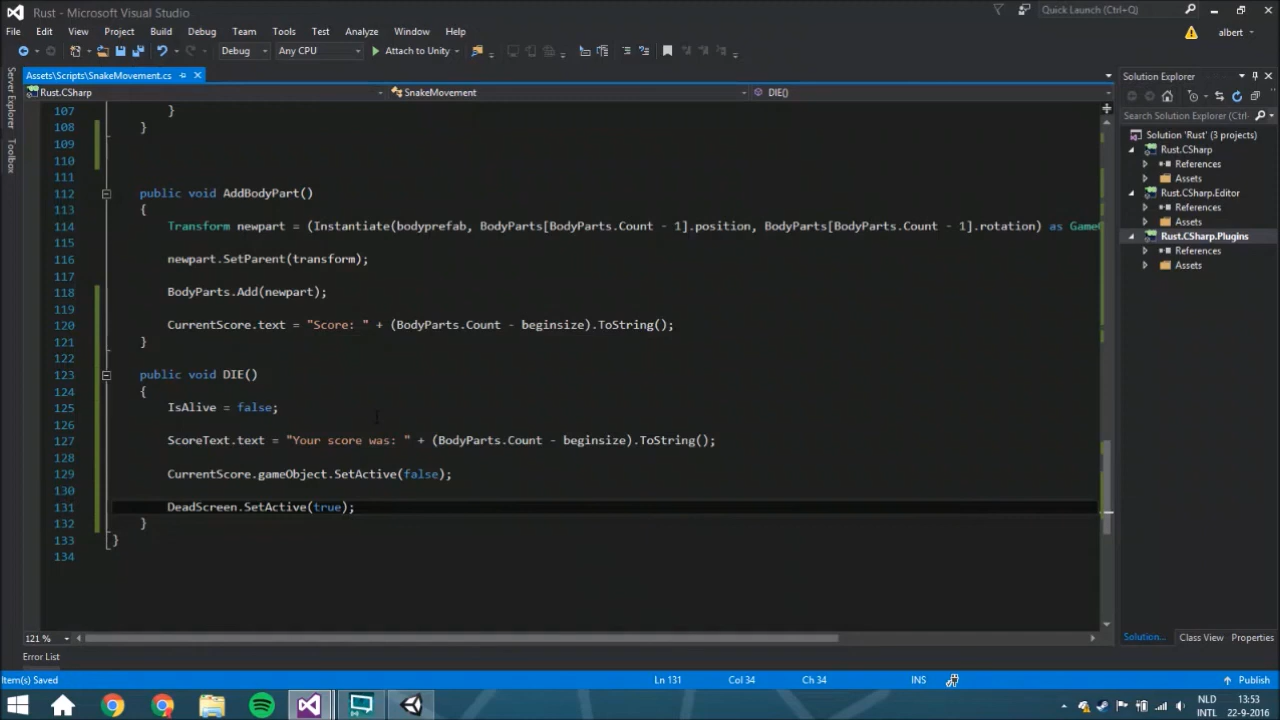 Rust - Microsoft Visual Studio
Quick Launch (Ctrl+Q)
File Edit View Project Build Debug Team Tools Test Analyze Window Help
albert
Debug Any CPU Attach to Unity
Server Explorer
Toolbox
Assets\Scripts\SnakeMovement.cs
Rust.CSharp SnakeMovement DIE()
107 }
108 }
109
110
111
112 public void AddBodyPart()
113 {
114 Transform newpart = (Instantiate(bodyprefab, BodyParts[BodyParts.Count - 1].position, BodyParts[BodyParts.Count - 1].rotation) as Game
115
116 newpart.SetParent(transform);
117
118 BodyParts.Add(newpart);
119
120 CurrentScore.text = "Score: " + (BodyParts.Count - beginsize).ToString();
121 }
122
123 public void DIE()
124 {
125 IsAlive = false;
126
127 ScoreText.text = "Your score was: " + (BodyParts.Count - beginsize).ToString();
128
129 CurrentScore.gameObject.SetActive(false);
130
131 DeadScreen.SetActive(true);
132 }
133 }
134
121 %
Solution Explorer
Search Solution Explorer (Ctrl+
Solution 'Rust' (3 projects)
Rust.CSharp
References
Assets
Rust.CSharp.Editor
References
Assets
Rust.CSharp.Plugins
References
Assets
Solution... Class View Properties
Error List
Item(s) Saved Ln 131 Col 34 Ch 34 INS Publish
NLD 13:53
INTL 22-9-2016